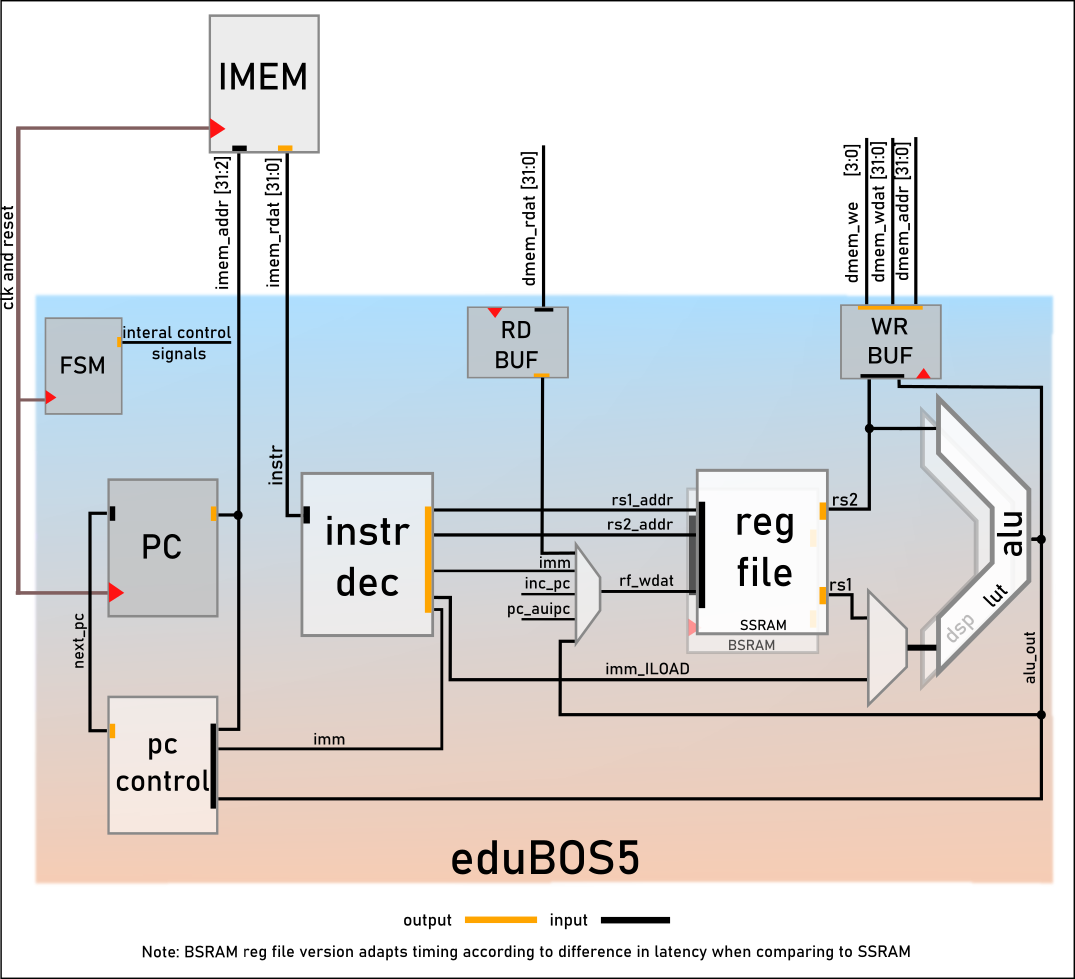 IMEM
clk and reset
imem_addr [31:2]
imem_rdat [31:0]
dmem_rdat [31:0]
dmem_we [3:0]
dmem_wdat [31:0]
dmem_addr [31:0]
FSM
interal control
signals
RD
BUF
WR
BUF
instr
PC
instr
dec
rs1_addr
rs2_addr
imm
inc_pc
pc_auipc
rf_wdat
reg
file
SSRAM
BSRAM
rs2
rs1
alu
lut
dsp
alu_out
imm_ILOAD
next_pc
pc
control
imm
eduBOS5
output input
Note: BSRAM reg file version adapts timing according to difference in latency when comparing to SSRAM